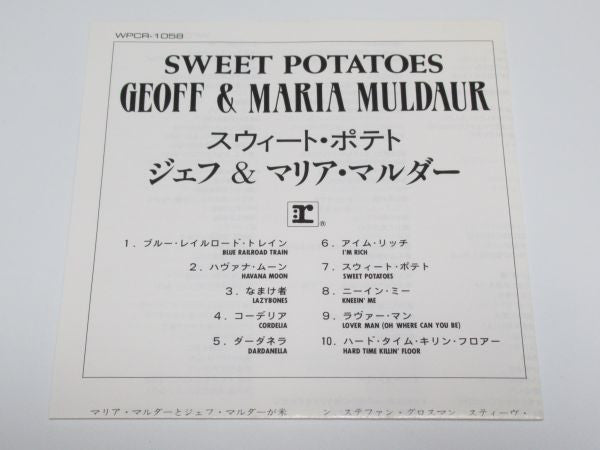 WPCR-1058
SWEET POTATOES
GEOFF & MARIA MULDAUR
スウィート・ポテト
ジェフ & マリア・マルダー
r®
1. ブルー・レイルロード・トレイン
BLUE RAILROAD TRAIN
2. ハヴァナ・ムーン
HAVANA MOON
3. なまけ者
LAZYBONES
4. コーデリア
CORDELIA
5. ダーダネラ
DARDANELLA
6. アイム・リッチ
I'M RICH
7. スウィート・ポテト
SWEET POTATOES
8. ニーイン・ミー
KNEEIN' ME
9. ラヴァー・マン
LOVER MAN (OH WHERE CAN YOU BE)
10. ハード・タイム・キリン・フロアー
HARD TIME KILLIN' FLOOR
マリア・マルダーとジェフ・マルダーが米
ン ステファン・グロスマン スティーヴ・